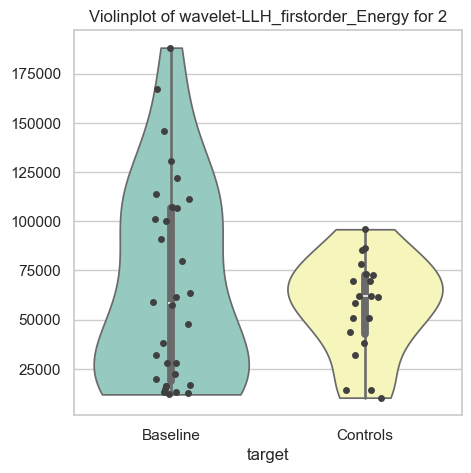 Violinplot of wavelet-LLH_firstorder_Energy for 2
175000
150000
125000
100000
75000
50000
25000
Baseline
Controls
target